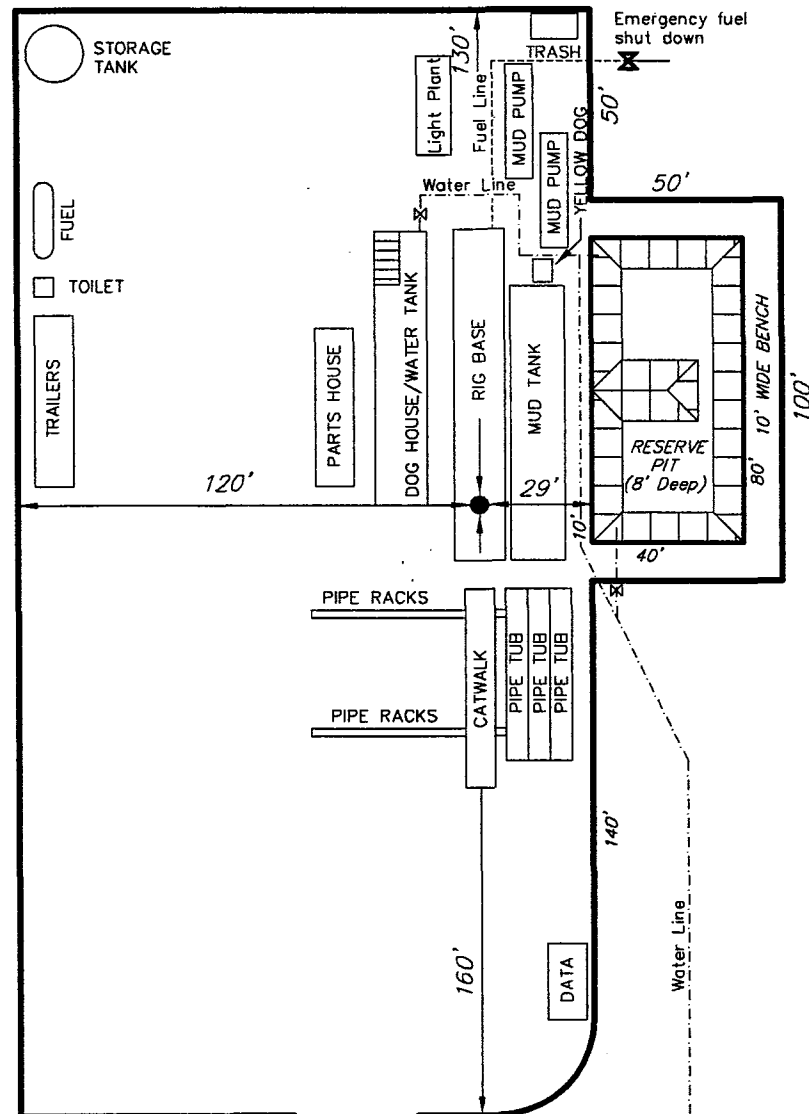 STORAGE
TANK
130'
TRASH
Emergency fuel
shut down
Light Plant
Fuel Line
MUD PUMP
50'
MUD PUMP
YELLOW DOG
Water Line
50'
FUEL
TOILET
TRAILERS
PARTS HOUSE
DOG HOUSE/WATER TANK
RIG BASE
MUD TANK
RESERVE
PIT
(8' Deep)
80'
10' WIDE BENCH
100'
120'
29'
10'
40'
PIPE RACKS
PIPE RACKS
CATWALK
PIPE TUB
PIPE TUB
PIPE TUB
140'
160'
DATA
Water Line